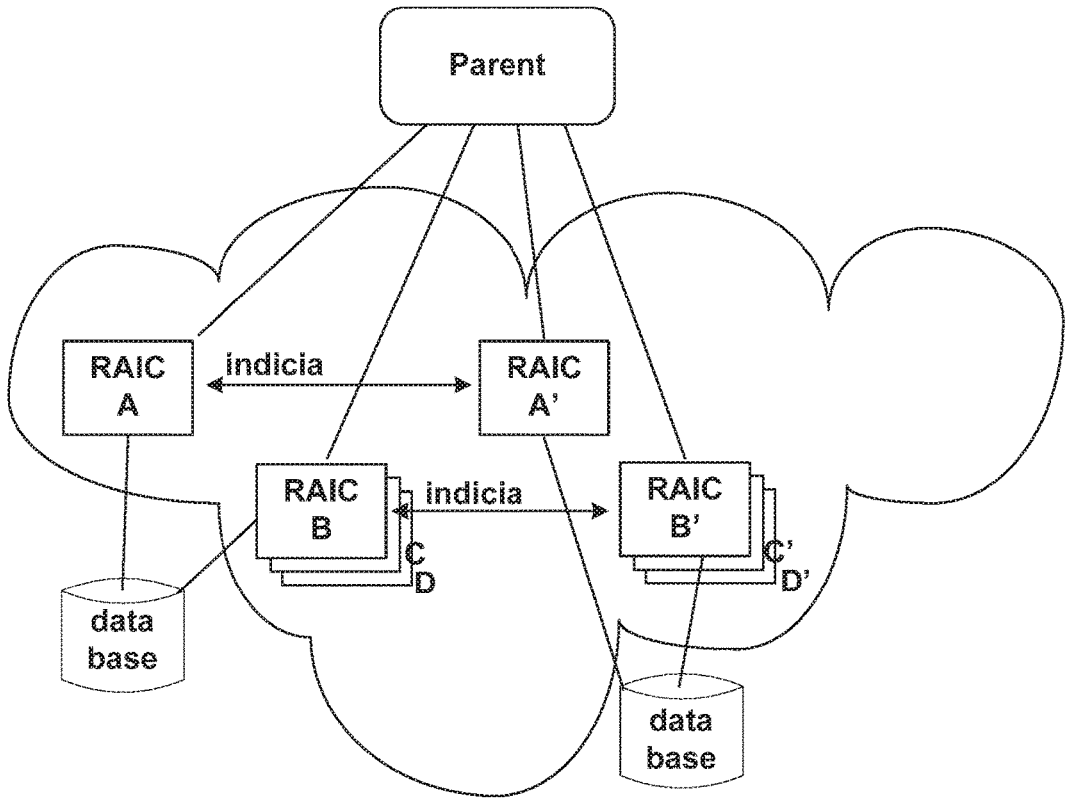 Parent
RAIC
A
indicia
RAIC
A’
RAIC
B
C
D
indicia
RAIC
B’
C’
D’
data
base
data
base